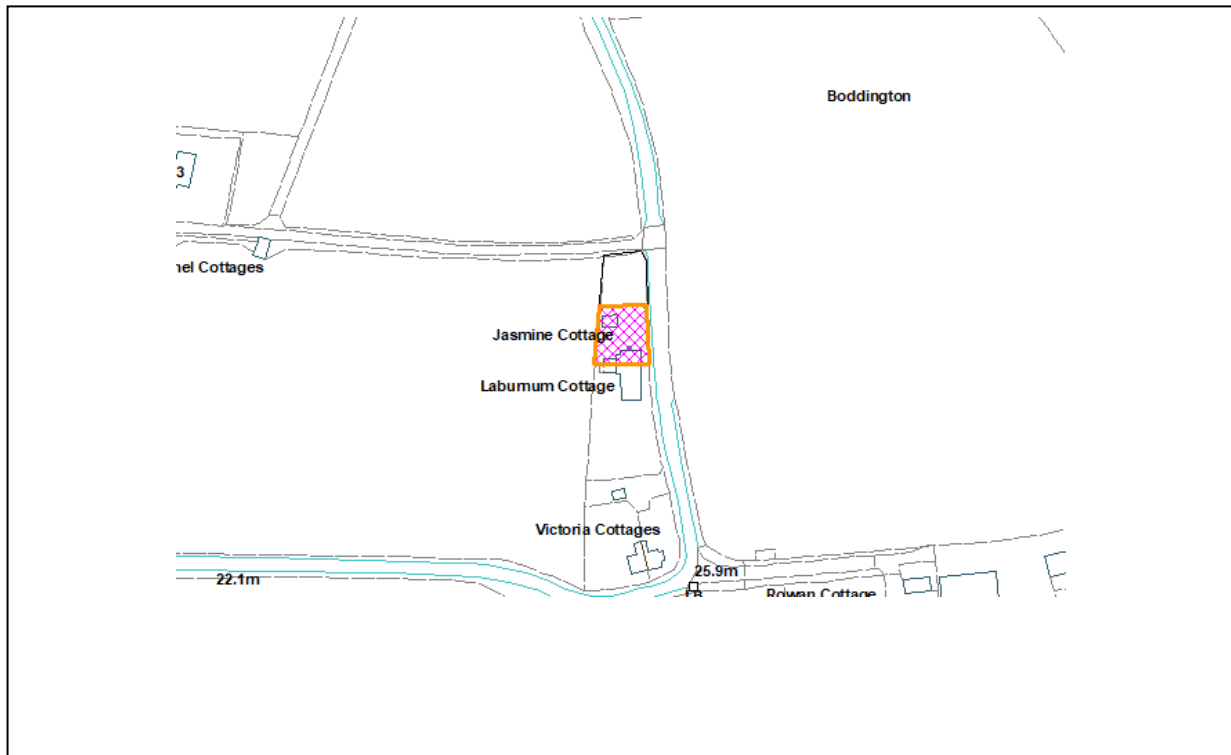 Boddington
3
nel Cottages
Jasmine Cottage
Laburnum Cottage
Victoria Cottages
25.9m
22.1m
Rowan Cottage